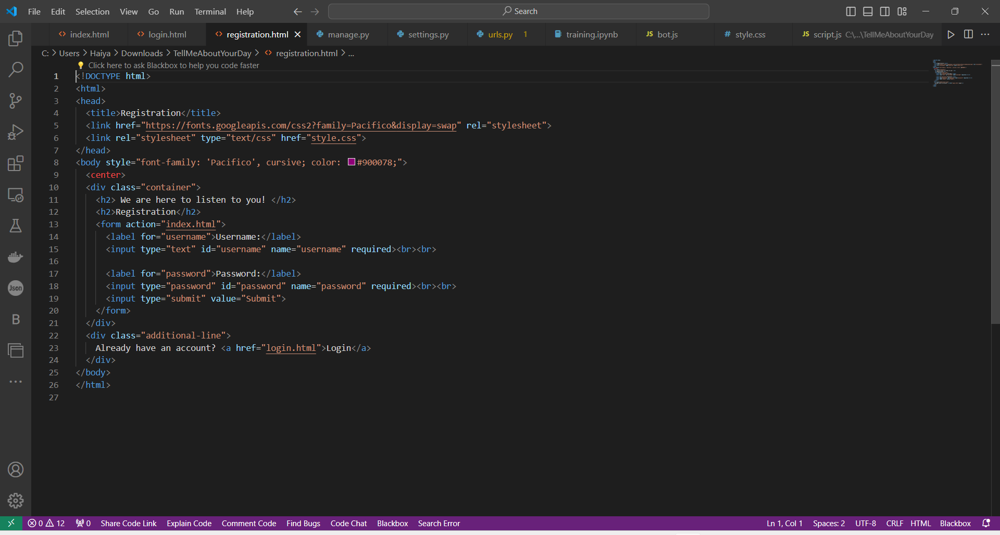 File Edit Selection View Go Run Terminal Help Search
index.html login.html registration.html manage.py settings.py urls.py 1 training.ipynb JS bot.js # style.css JS script.js C:\...\TellMeAboutYourDay
C: > Users > Haiya > Downloads > TellMeAboutYourDay > registration.html > ...
Click here to ask Blackbox to help you code faster
1 <!DOCTYPE html>
2 <html>
3 <head>
4 <title>Registration</title>
5 <link href="https://fonts.googleapis.com/css2?family=Pacifico&display=swap" rel="stylesheet">
6 <link rel="stylesheet" type="text/css" href="style.css">
7 </head>
8 <body style="font-family: 'Pacifico', cursive; color: #900078;">
9 <center>
10 <div class="container">
11 <h2> We are here to listen to you! </h2>
12 <h2>Registration</h2>
13 <form action="index.html">
14 <label for="username">Username:</label>
15 <input type="text" id="username" name="username" required><br><br>
16
17 <label for="password">Password:</label>
18 <input type="password" id="password" name="password" required><br><br>
19 <input type="submit" value="Submit">
20 </form>
21 </div>
22 <div class="additional-line">
23 Already have an account? <a href="login.html">Login</a>
24 </div>
25 </body>
26 </html>
27
Json
B
0 12 0 Share Code Link Explain Code Comment Code Find Bugs Code Chat Blackbox Search Error Ln 1, Col 1 Spaces: 2 UTF-8 CRLF HTML Blackbox